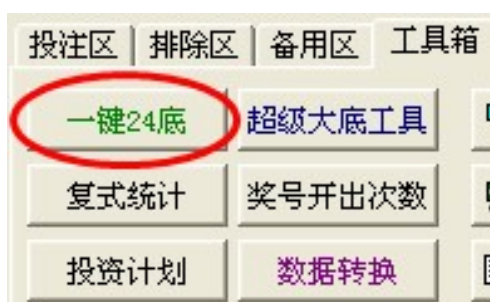 投注区 排除区 备用区 工具箱
一键24底 超级大底工具
复式统计 奖号开出次数
投资计划 数据转换